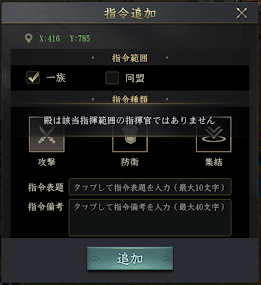 指令追加
X:416 Y:785
指令範囲
一族 同盟
指令種類
殿は該当指揮範囲の指揮官ではありません
攻撃 防衛 集結
指令表題 タップして指令表題を入力(最大10文字)
指令備考 タップして指令備考を入力(最大40文字)
追加